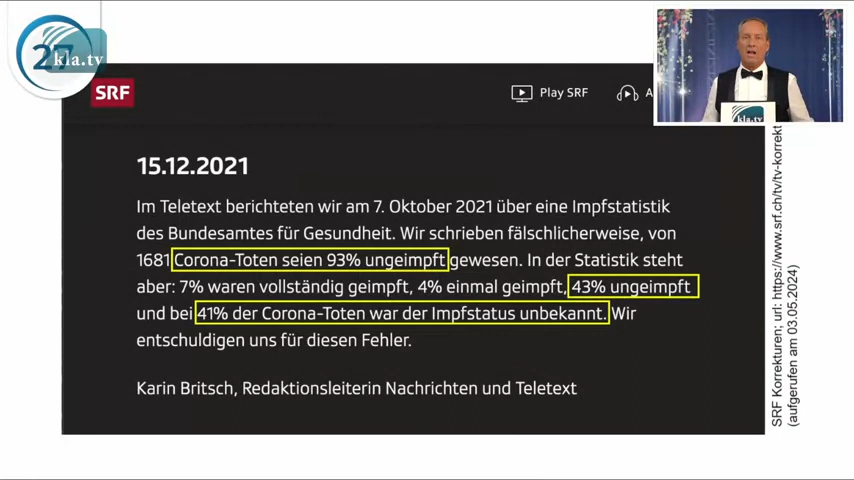 27
kla.tv
SRF
Play SRF
A
kla.tv
15.12.2021
Im Teletext berichteten wir am 7. Oktober 2021 über eine Impfstatistik
des Bundesamtes für Gesundheit. Wir schrieben fälschlicherweise, von
1681 Corona-Toten seien 93% ungeimpft gewesen. In der Statistik steht
aber: 7% waren vollständig geimpft, 4% einmal geimpft, 43% ungeimpft
und bei 41% der Corona-Toten war der Impfstatus unbekannt. Wir
entschuldigen uns für diesen Fehler.
Karin Britsch, Redaktionsleiterin Nachrichten und Teletext
SRF Korrekturen; url: https://www.srf.ch/tv/tv-korrekt
(aufgerufen am 03.05.2024)